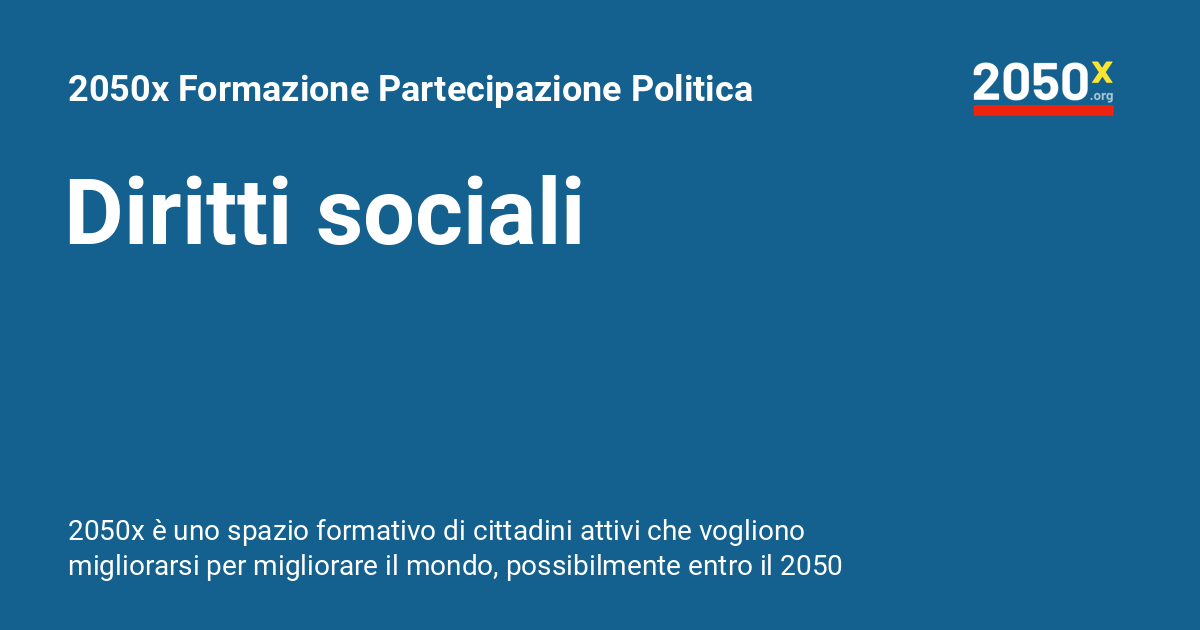 2050x Formazione Partecipazione Politica
2050x
.org
Diritti sociali
2050x è uno spazio formativo di cittadini attivi che vogliono
migliorarsi per migliorare il mondo, possibilmente entro il 2050